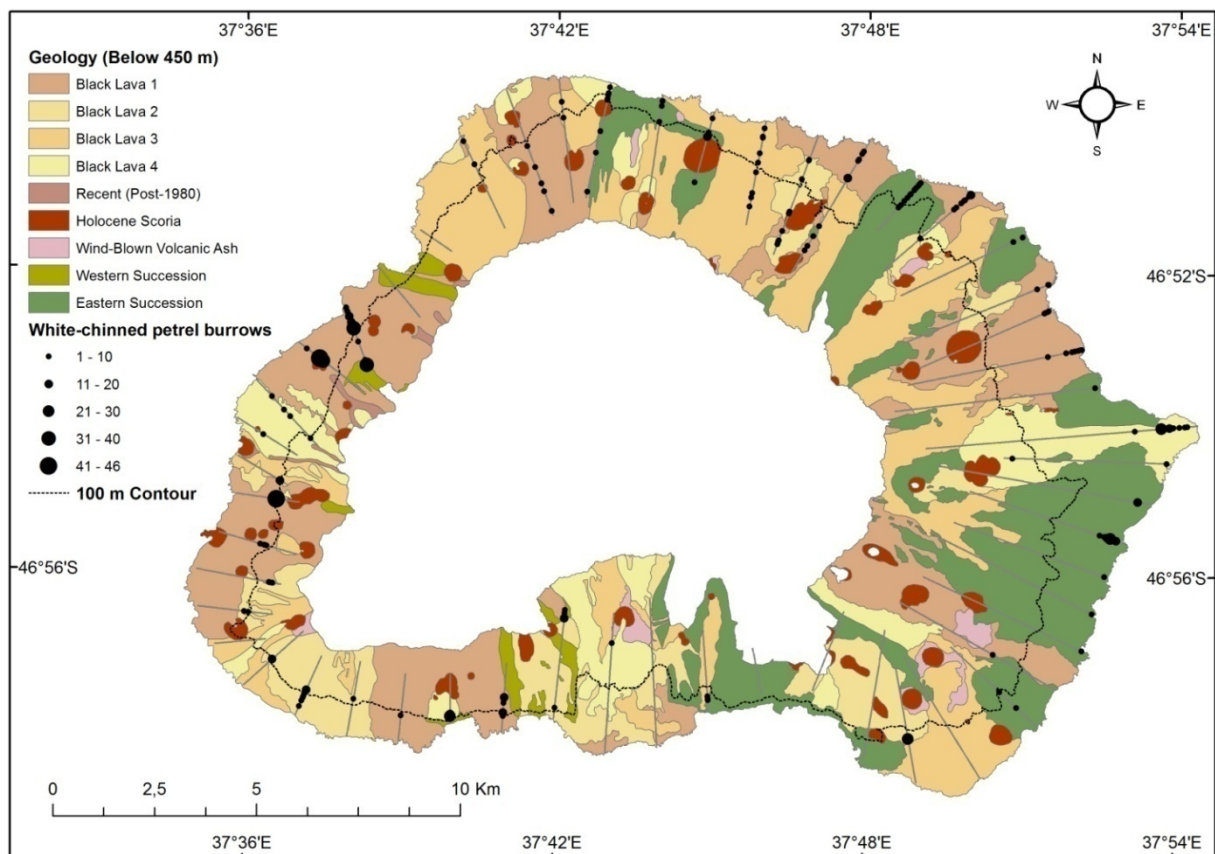 37°36'E 37°42'E 37°48'E 37°54'E
Geology (Below 450 m)
Black Lava 1
Black Lava 2
Black Lava 3
Black Lava 4
Recent (Post-1980)
Holocene Scoria
Wind-Blown Volcanic Ash
Western Succession
Eastern Succession
White-chinned petrel burrows
1 - 10
11 - 20
21 - 30
31 - 40
41 - 46
100 m Contour
N
W E
S
46°52'S
46°56'S 46°56'S
0 2,5 5 10 Km
37°36'E 37°42'E 37°48'E 37°54'E